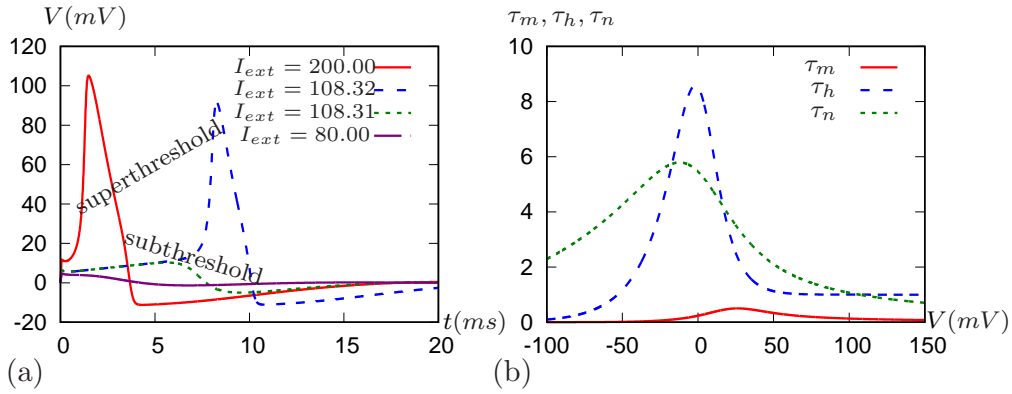 V(mV)
120
100
80
60
40
20
0
-20
0
5
10
15
20
t(ms)
I_ext = 200.00
I_ext = 108.32
I_ext = 108.31
I_ext = 80.00
superthreshold
subthreshold
(a)
τ_m, τ_h, τ_n
10
8
6
4
2
0
-100
-50
0
50
100
150
V(mV)
τ_m
τ_h
τ_n
(b)